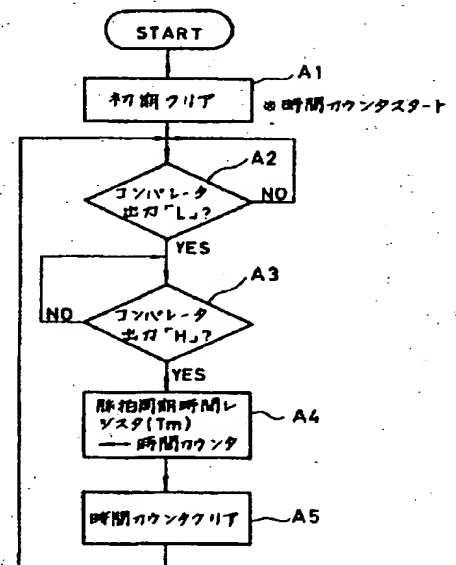 START
A1
初期クリア
※時間カウンタスタート
A2
コンパレータ
出力「L」?
NO
YES
A3
コンパレータ
出力「H」?
NO
YES
脈拍周期時間レ
ジスタ(Tm)
← 時間カウンタ
A4
時間カウンタクリア
A5